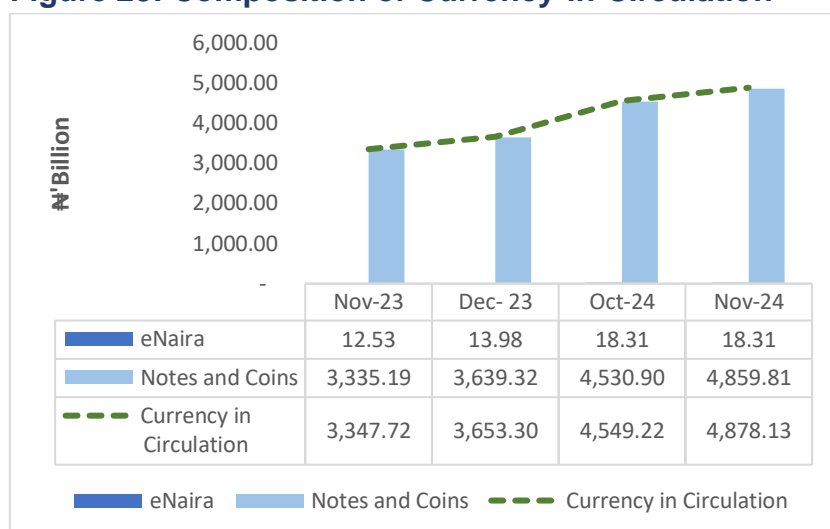 6,000.00
5,000.00
4,000.00
3,000.00
2,000.00
1,000.00
-
₦'Billion
Nov-23 Dec- 23 Oct-24 Nov-24
eNaira 12.53 13.98 18.31 18.31
Notes and Coins 3,335.19 3,639.32 4,530.90 4,859.81
Currency in
Circulation 3,347.72 3,653.30 4,549.22 4,878.13
eNaira Notes and Coins Currency in Circulation